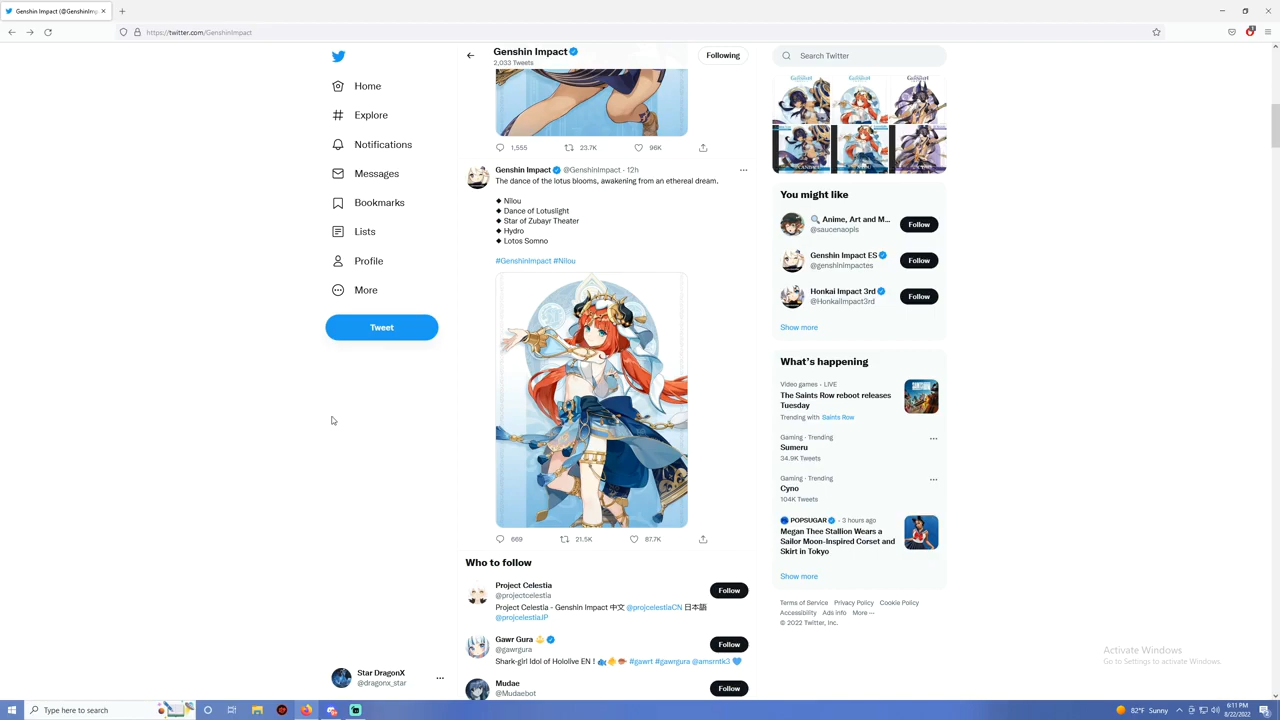 Genshin Impact (@GenshinImp
https://twitter.com/GenshinImpact
Home
Explore
Notifications
Messages
Bookmarks
Lists
Profile
More
Tweet
Star DragonX
@dragonx_star
Genshin Impact
2,033 Tweets
Following
1,555 23.7K 96K
Genshin Impact @GenshinImpact · 12h
The dance of the lotus blooms, awakening from an ethereal dream.
◆ Nilou
◆ Dance of Lotuslight
◆ Star of Zubayr Theater
◆ Hydro
◆ Lotos Somno
#GenshinImpact #Nilou
669 21.5K 87.7K
Who to follow
Project Celestia
@projectcelestia
Follow
Project Celestia - Genshin Impact 中文 @projcelestiaCN 日本語
@projcelestiaJP
Gawr Gura 🔱
@gawrgura
Follow
Shark-girl Idol of Hololive EN ! #gawrt #gawrgura @amsrntk3 💙
Mudae
@Mudaebot
Follow
Search Twitter
You might like
🔍 Anime, Art and M...
@saucenaopls
Follow
Genshin Impact ES
@genshinimpactes
Follow
Honkai Impact 3rd
@HonkaiImpact3rd
Follow
Show more
What's happening
Video games · LIVE
The Saints Row reboot releases
Tuesday
Trending with Saints Row
Gaming · Trending
Sumeru
34.9K Tweets
Gaming · Trending
Cyno
104K Tweets
POPSUGAR · 3 hours ago
Megan Thee Stallion Wears a
Sailor Moon-Inspired Corset and
Skirt in Tokyo
Show more
Terms of Service Privacy Policy Cookie Policy
Accessibility Ads info More ···
© 2022 Twitter, Inc.
Activate Windows
Go to Settings to activate Windows.
Type here to search
82°F Sunny
6:11 PM
8/22/2022